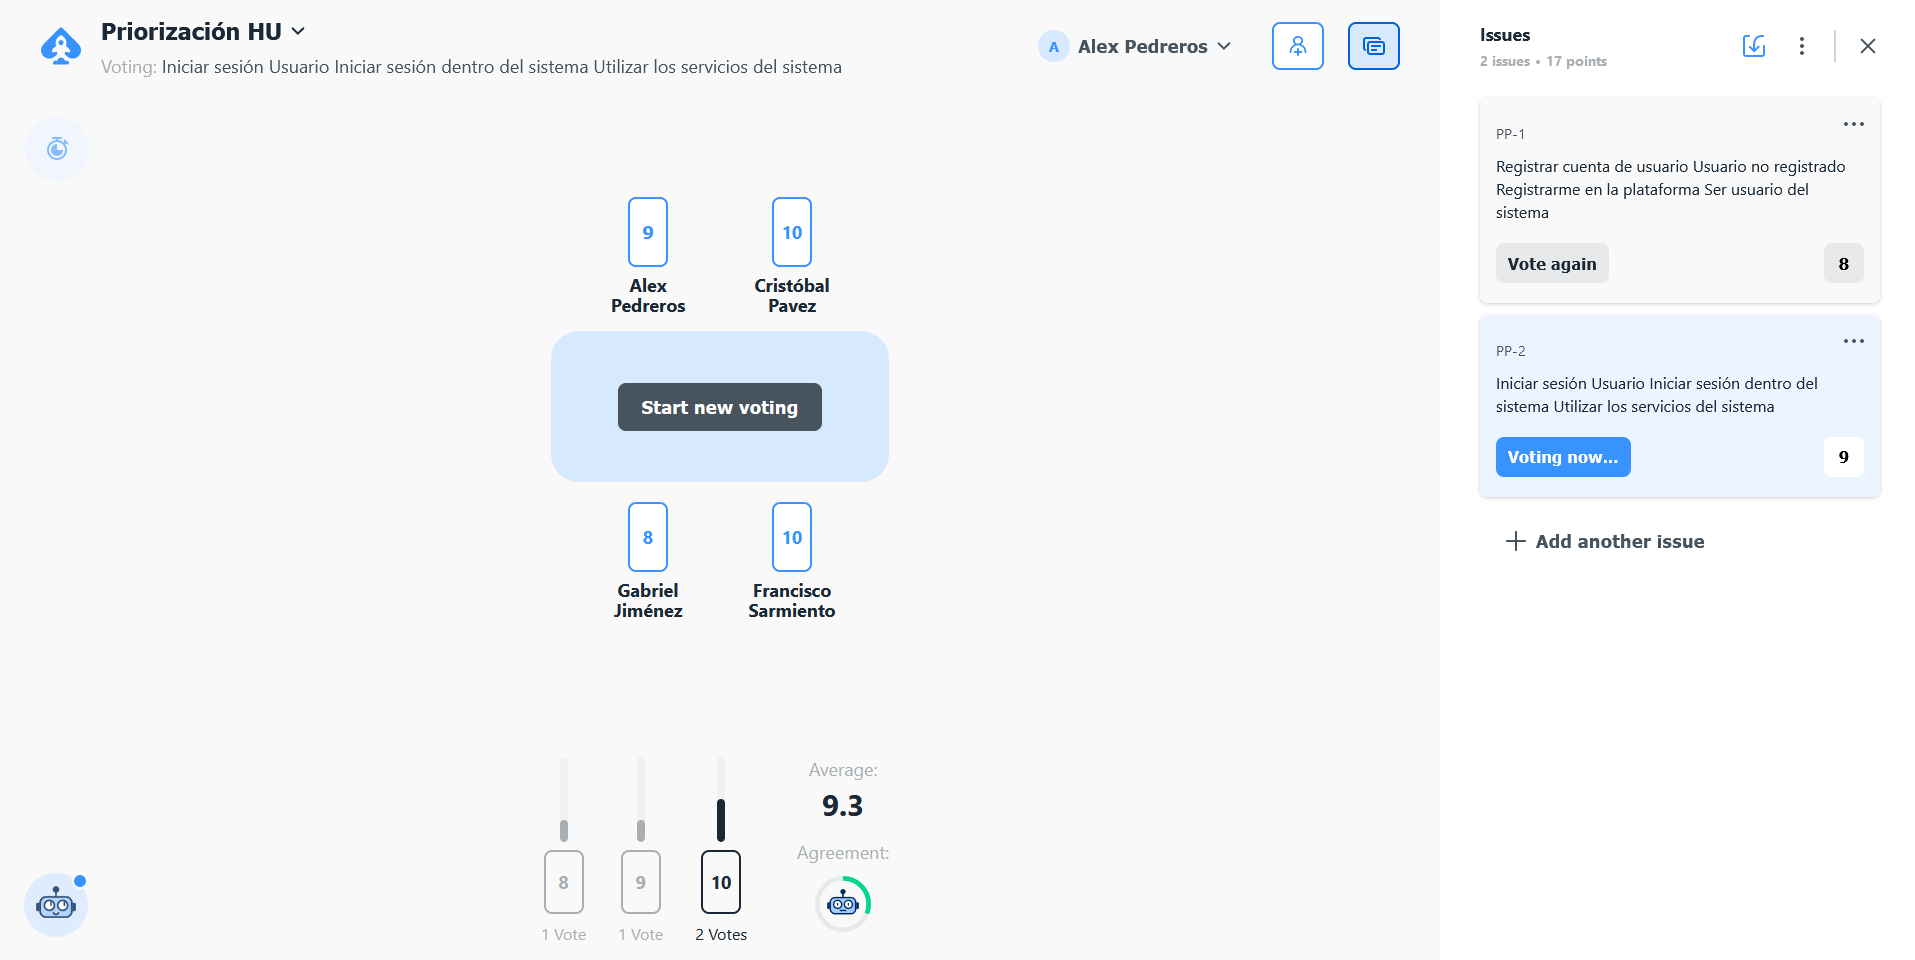 Priorización HU
Voting: Iniciar sesión Usuario Iniciar sesión dentro del sistema Utilizar los servicios del sistema
A Alex Pedreros
9
10
Alex
Pedreros
Cristóbal
Pavez
Start new voting
8
10
Gabriel
Jiménez
Francisco
Sarmiento
8
9
10
1 Vote
1 Vote
2 Votes
Average:
9.3
Agreement:
Issues
2 issues • 17 points
PP-1
Registrar cuenta de usuario Usuario no registrado
Registrarme en la plataforma Ser usuario del
sistema
Vote again
8
PP-2
Iniciar sesión Usuario Iniciar sesión dentro del
sistema Utilizar los servicios del sistema
Voting now...
9
Add another issue